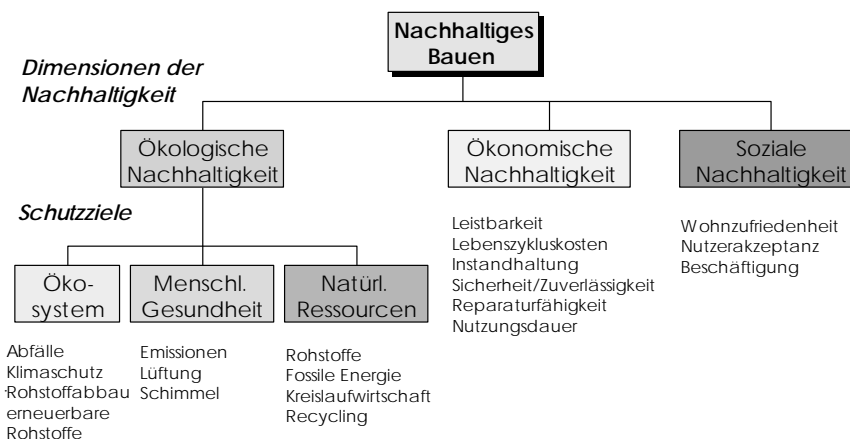 Nachhaltiges
Bauen
Dimensionen der
Nachhaltigkeit
Ökologische
Nachhaltigkeit
Ökonomische
Nachhaltigkeit
Soziale
Nachhaltigkeit
Schutzziele
Öko-
system
Menschl.
Gesundheit
Natürl.
Ressourcen
Leistbarkeit
Lebenszykluskosten
Instandhaltung
Sicherheit/Zuverlässigkeit
Reparaturfähigkeit
Nutzungsdauer
Wohnzufriedenheit
Nutzerakzeptanz
Beschäftigung
Abfälle
Klimaschutz
Rohstoffabbau
erneuerbare
Rohstoffe
Emissionen
Lüftung
Schimmel
Rohstoffe
Fossile Energie
Kreislaufwirtschaft
Recycling